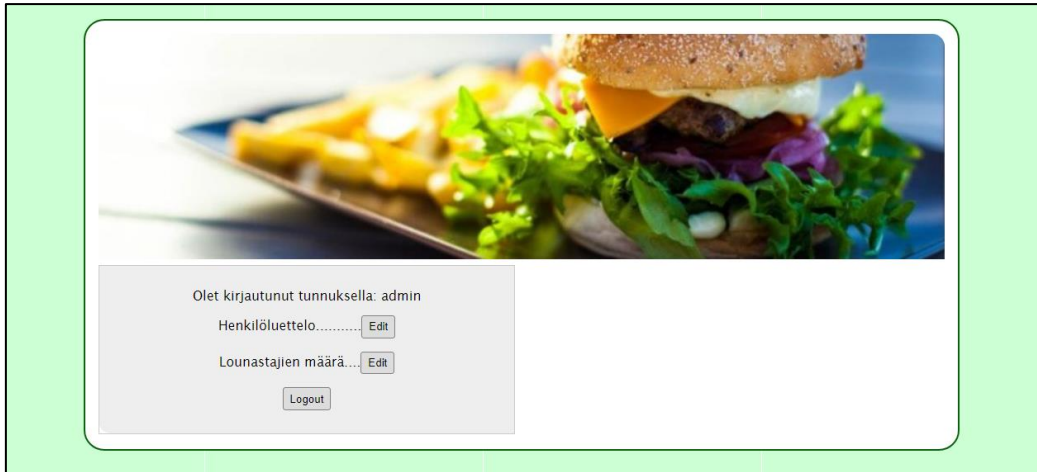 Olet kirjautunut tunnuksella: admin
Henkilöluettelo...........Edit
Lounastajien määrä....Edit
Logout